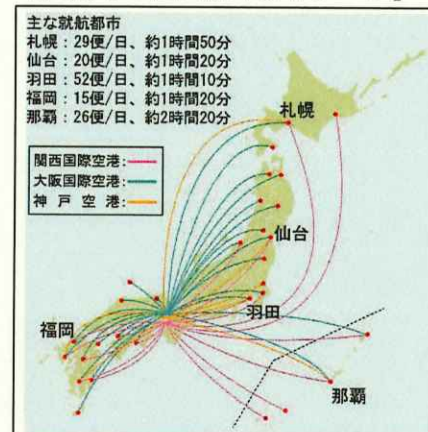 主な就航都市
札幌：29便/日、約1時間50分
仙台：20便/日、約1時間20分
羽田：52便/日、約1時間10分
福岡：15便/日、約1時間20分
那覇：26便/日、約2時間20分
関西国際空港：
大阪国際空港：
神戸空港：
札幌
仙台
羽田
福岡
那覇